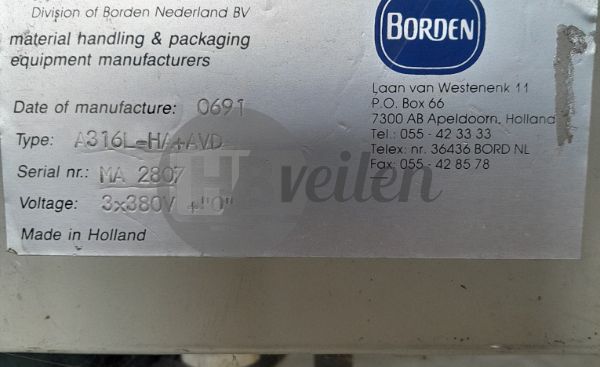 Division of Borden Nederland BV
material handling & packaging
equipment manufacturers
Date of manufacture: 0691
Type: A316L-HA+AVD
Serial nr.: MA 2807
Voltage: 3x380V +"0"
Made in Holland
BORDEN
Laan van Westenenk 11
P.O. Box 66
7300 AB Apeldoorn, Holland
Tel.: 055 - 42 33 33
Telex: nr. 36436 BORD NL
Fax: 055 - 42 85 78
veilen